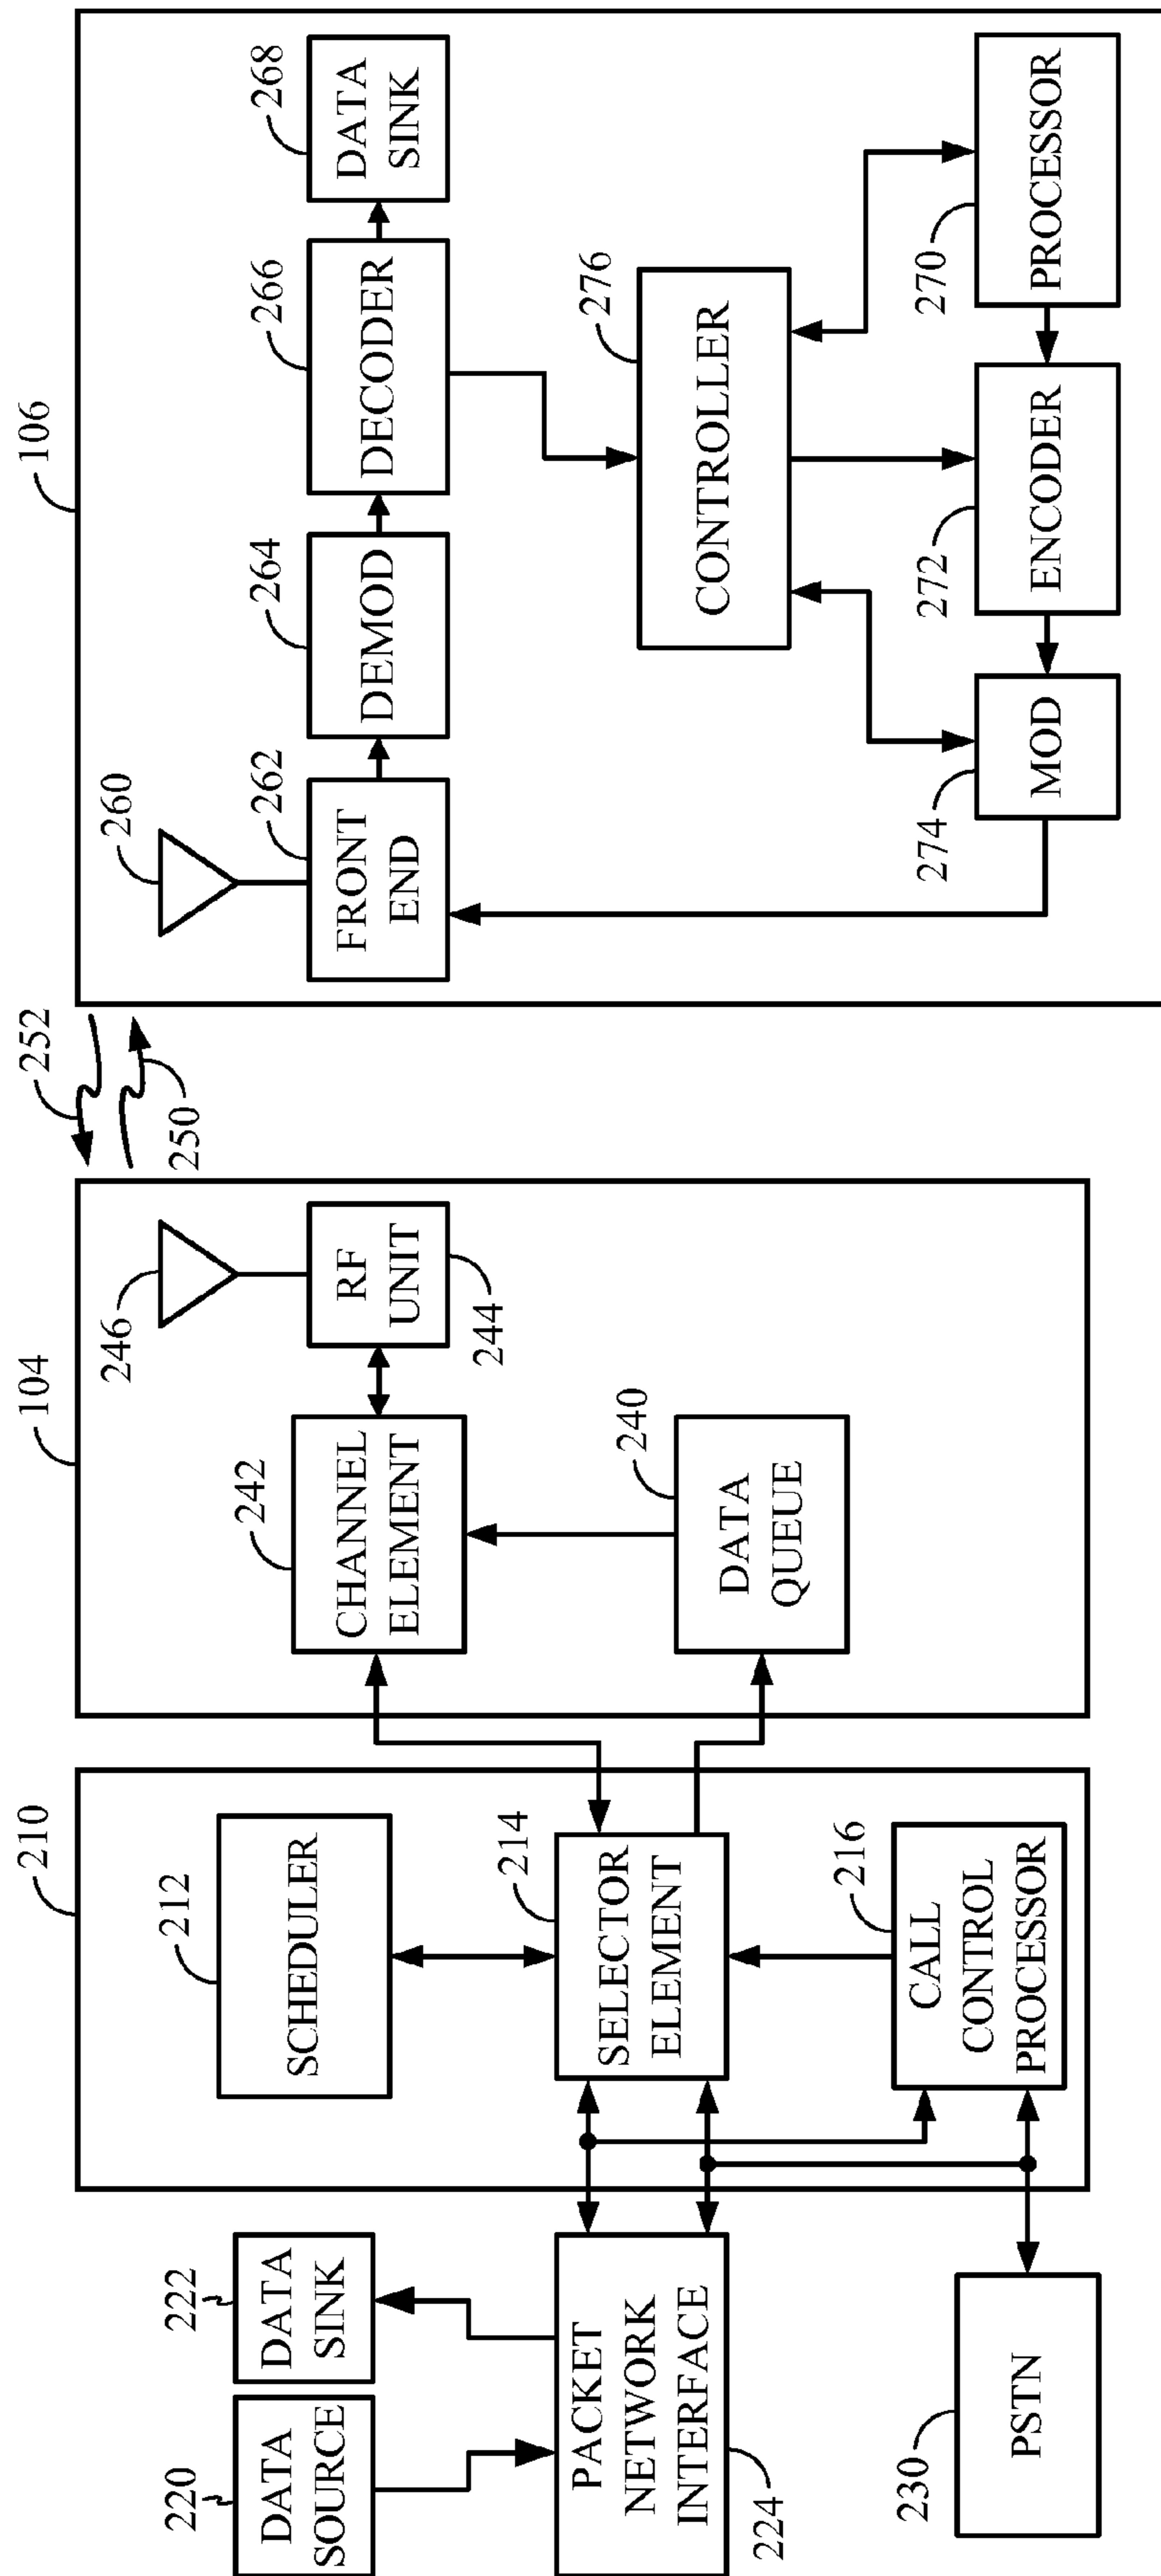 220
DATA
SOURCE
222
DATA
SINK
PACKET
NETWORK
INTERFACE
224
PSTN
230
210
SCHEDULER
212
SELECTOR
ELEMENT
214
CALL
CONTROL
PROCESSOR
216
104
CHANNEL
ELEMENT
242
RF
UNIT
244
246
DATA
QUEUE
240
252
250
106
260
FRONT
END
262
DEMOD
264
DECODER
266
DATA
SINK
268
CONTROLLER
276
MOD
274
ENCODER
272
PROCESSOR
270